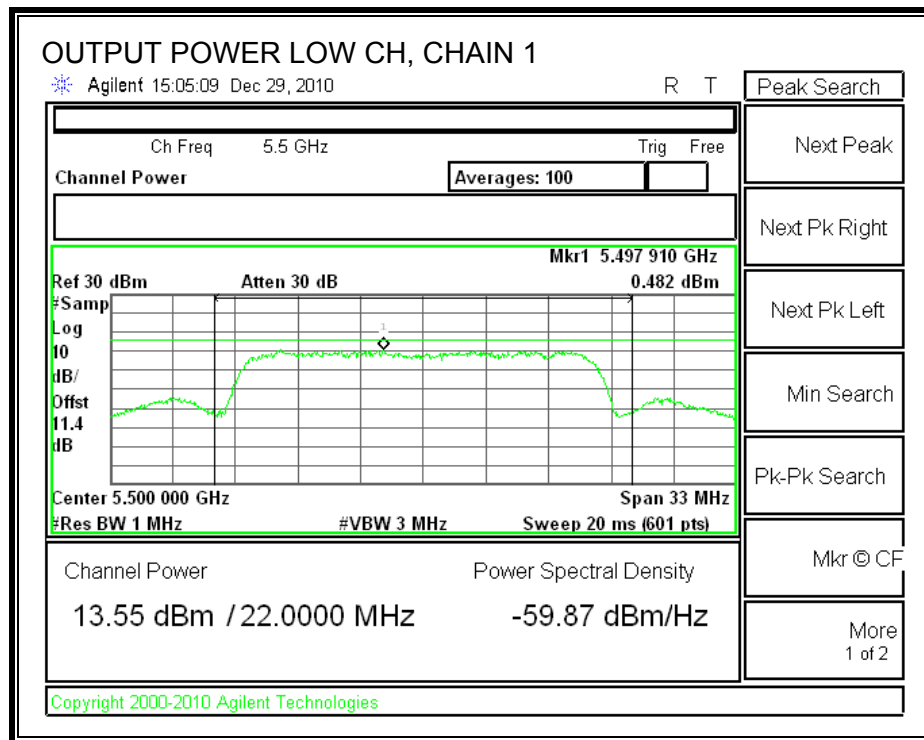 OUTPUT POWER LOW CH, CHAIN 1
Agilent 15:05:09 Dec 29, 2010 R T
Peak Search
Ch Freq 5.5 GHz Trig Free
Channel Power Averages: 100
Mkr1 5.497 910 GHz
Ref 30 dBm Atten 30 dB 0.482 dBm
#Samp
Log
10
dB/
Offst
11.4
dB
1
Center 5.500 000 GHz Span 33 MHz
#Res BW 1 MHz #VBW 3 MHz Sweep 20 ms (601 pts)
Channel Power Power Spectral Density
13.55 dBm / 22.0000 MHz -59.87 dBm/Hz
Next Peak
Next Pk Right
Next Pk Left
Min Search
Pk-Pk Search
Mkr © CF
More
1 of 2
Copyright 2000-2010 Agilent Technologies